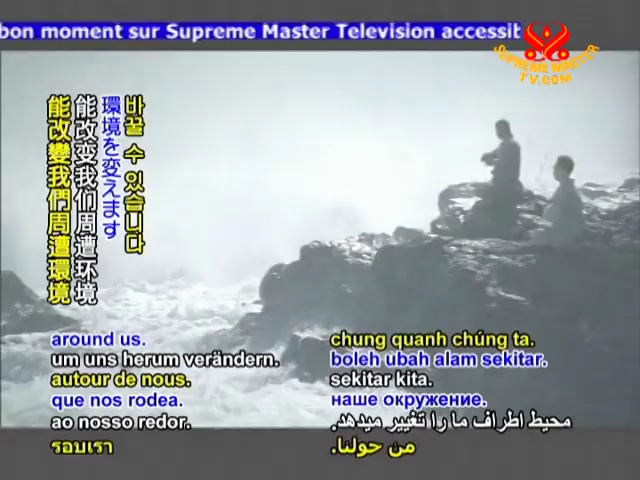 bon moment sur Supreme Master Television accessib
SUPREME MASTER
TV.COM
바꿀 수 있습니다
環境を変えます
能改变我们周遭环境
能改變我們周遭環境
around us.
um uns herum verändern.
autour de nous.
que nos rodea.
ao nosso redor.
รอบเรา
chung quanh chúng ta.
boleh ubah alam sekitar.
sekitar kita.
наше окружение.
محیط اطراف ما را تغییر میدهد.
من حولنا.